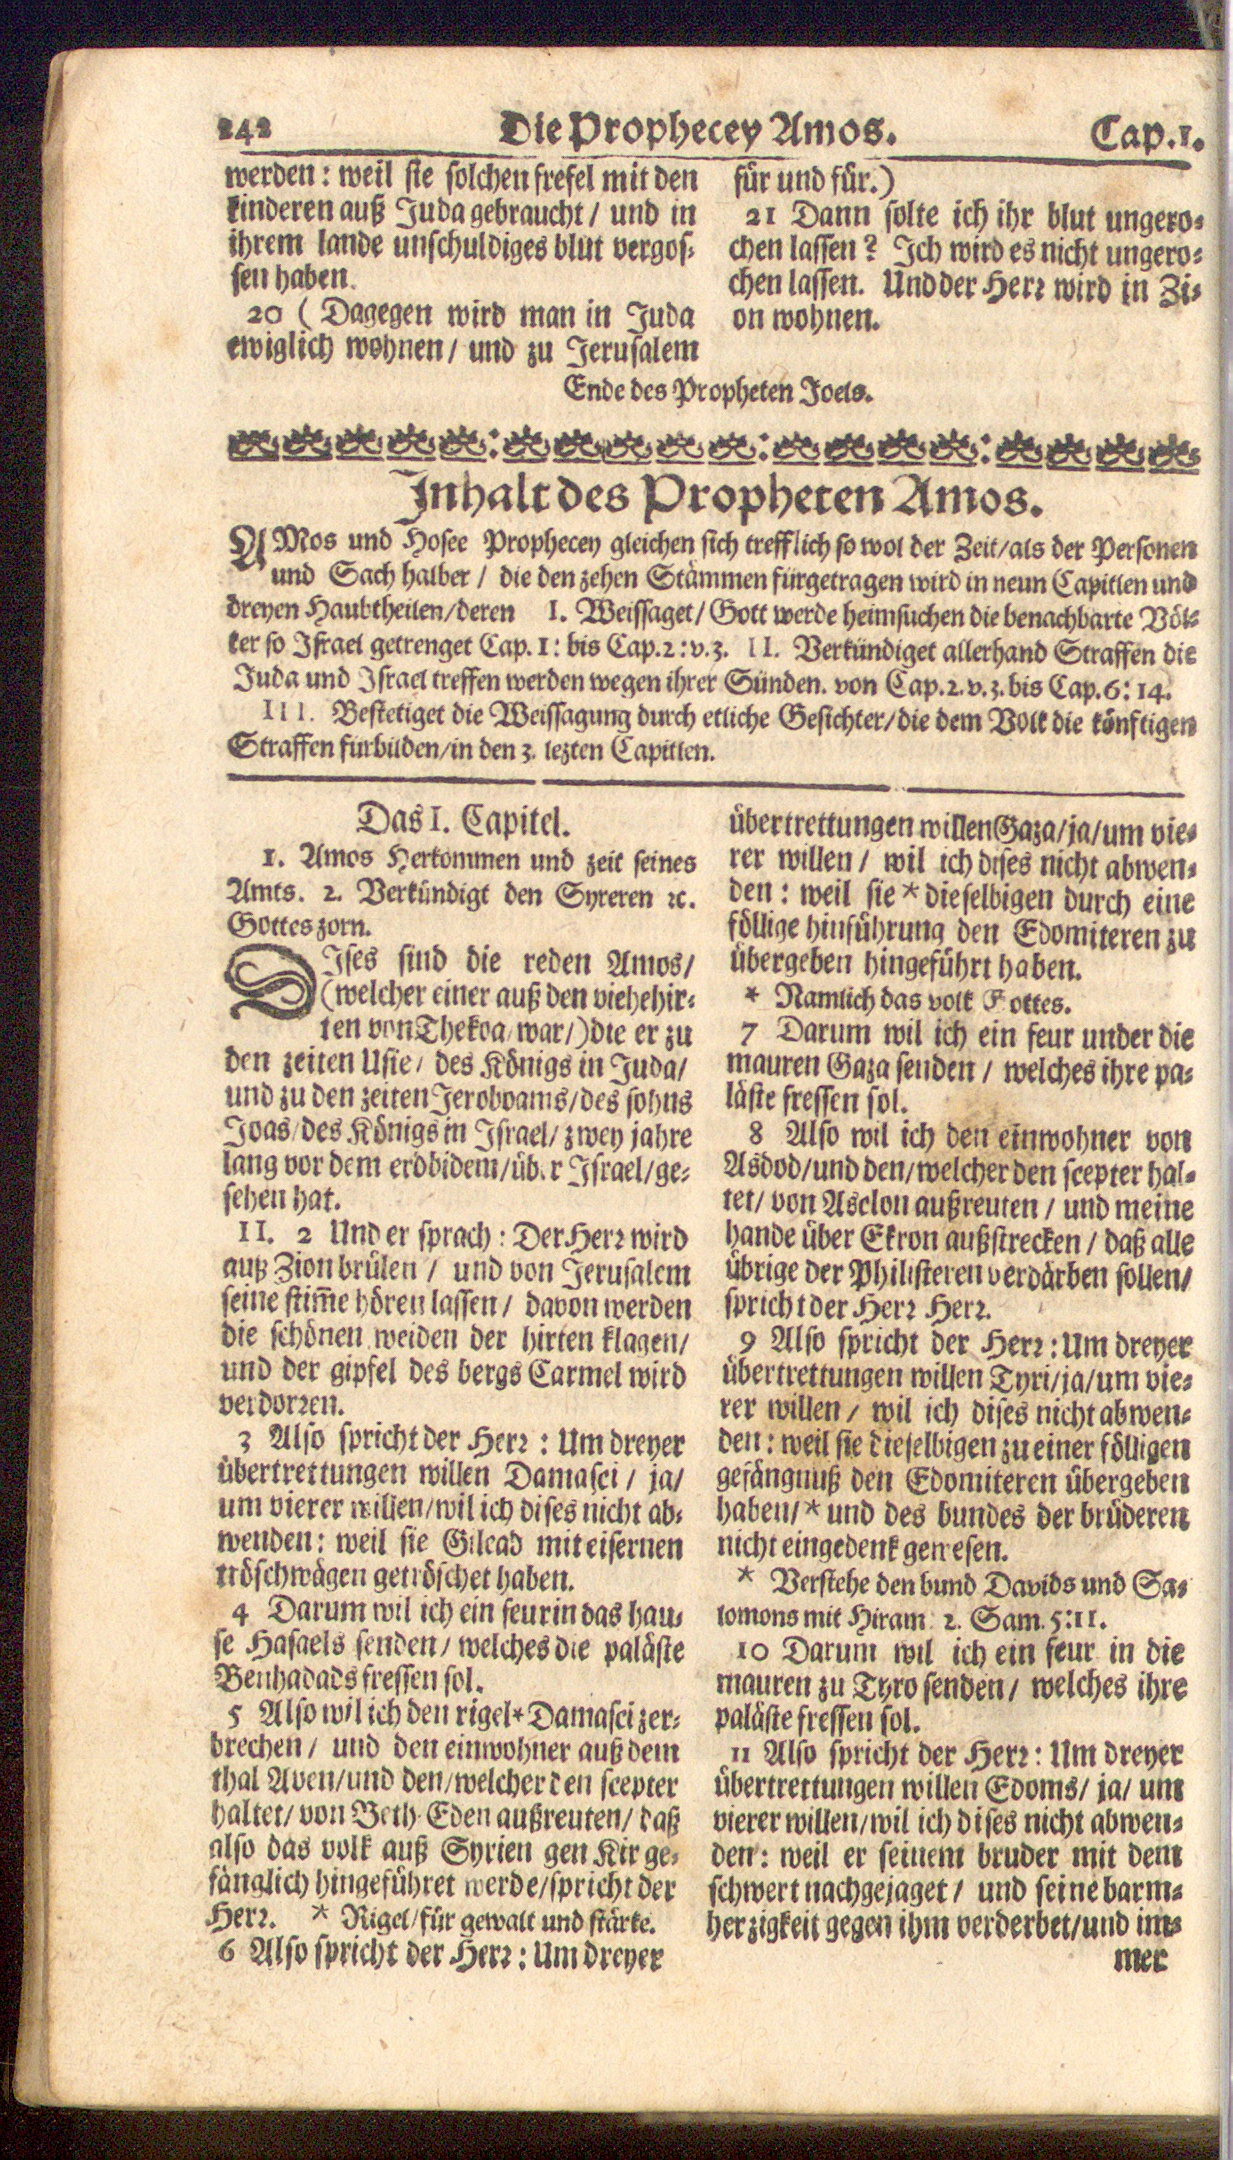 242 Die Prophecey Amos. Cap.1.
werden: weil sie solchen frefel mit den
kinderen auß Juda gebraucht/ und in
ihrem lande unschuldiges blut vergos-
sen haben.
20 (Dagegen wird man in Juda
ewiglich wohnen/ und zu Jerusalem
für und für.)
21 Dann solte ich ihr blut ungero-
chen lassen? Ich wird es nicht ungero-
chen lassen. Und der Herr wird in Zi-
on wohnen.
Ende des Propheten Joels.
Inhalt des Propheten Amos.
AMos und Hosee Prophecey gleichen sich trefflich so wol der Zeit/als der Personen
und Sach halber/ die den zehen Stämmen fürgetragen wird in neun Capitlen und
dreyen Haubtheilen/deren I. Weissaget/ Gott werde heimsuchen die benachbarte Völ-
ker so Israel getrenget Cap. 1: bis Cap.2:v.3. II. Verkündiget allerhand Straffen die
Juda und Israel treffen werden wegen ihrer Sünden. von Cap.2.v.3.bis Cap.6:14.
III. Bestetiget die Weissagung durch etliche Gesichter/die dem Volk die könftigen
Straffen fürbilden/in den 3. lezten Capitlen.
Das I. Capitel.
1. Amos Herkommen und zeit seines
Amts. 2. Verkündigt den Syreren ꝛc.
Gottes zorn.
DIses sind die reden Amos/
(welcher einer auß den viehehir-
ten von Thekoa war/) die er zu
den zeiten Usie/ des Königs in Juda/
und zu den zeiten Jeroboams/des sohns
Joas/des Königs in Israel/ zwey jahre
lang vor dem erdbidem/über Israel/ge-
sehen hat.
II. 2 Und er sprach: Der Herr wird
auß Zion brülen/ und von Jerusalem
seine stim̄e hören lassen/ davon werden
die schönen weiden der hirten klagen/
und der gipfel des bergs Carmel wird
verdorren.
3 Also spricht der Herr: Um dreyer
übertrettungen willen Damasci/ ja/
um vierer willen/wil ich dises nicht ab-
wenden: weil sie Gilead mit eisernen
tröschwägen getröschet haben.
4 Darum wil ich ein feur in das hau-
se Hasaels senden/ welches die paläste
Benhadads fressen sol.
5 Also wil ich den rigel*Damasci zer-
brechen/ und den einwohner auß dem
thal Aven/und den/welcher den scepter
haltet/ von Beth-Eden außreuten/ daß
also das volk auß Syrien gen Kir ge-
fänglich hingeführet werde/spricht der
Herr. * Rigel/für gewalt und stärke.
6 Also spricht der Herr: Um dreyer
übertrettungen willen Gaza/ja/um vie-
rer willen/ wil ich dises nicht abwen-
den: weil sie *dieselbigen durch eine
föllige hinführung den Edomiteren zu
übergeben hingeführt haben.
* Namlich das volk Gottes.
7 Darum wil ich ein feur under die
mauren Gaza senden/ welches ihre pa-
läste fressen sol.
8 Also wil ich den einwohner von
Asdod/und den/welcher den scepter hal-
tet/ von Asclon außreuten/ und meine
hande über Ekron außstrecken/ daß alle
übrige der Philisteren verdärben sollen/
spricht der Herr Herr.
9 Also spricht der Herr: Um dreyer
übertrettungen willen Tyri/ja/um vie-
rer willen/ wil ich dises nicht abwen-
den: weil sie dieselbigen zu einer fölligen
gefängnuß den Edomiteren übergeben
haben/*und des bundes der brüderen
nicht eingedenk gewesen.
* Verstehe den bund Davids und Sa-
lomons mit Hiram 2. Sam. 5:11.
10 Darum wil ich ein feur in die
mauren zu Tyro senden/ welches ihre
paläste fressen sol.
11 Also spricht der Herr: Um dreyer
übertrettungen willen Edoms/ ja/ um
vierer willen/wil ich dises nicht abwen-
den: weil er seinem bruder mit dem
schwert nachgejaget/ und seine barm-
herzigkeit gegen ihm verderbet/und im-
mer